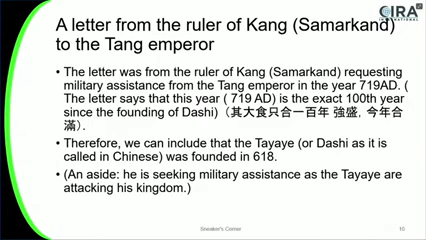 CIRA
INTERNATIONAL
A letter from the ruler of Kang (Samarkand)
to the Tang emperor
• The letter was from the ruler of Kang (Samarkand) requesting
military assistance from the Tang emperor in the year 719AD. (
The letter says that this year ( 719 AD) is the exact 100th year
since the founding of Dashi)（其大食只合一百年 強盛，今年合
滿）.
• Therefore, we can include that the Tayaye (or Dashi as it is
called in Chinese) was founded in 618.
• (An aside: he is seeking military assistance as the Tayaye are
attacking his kingdom.)
Sneaker's Corner
10